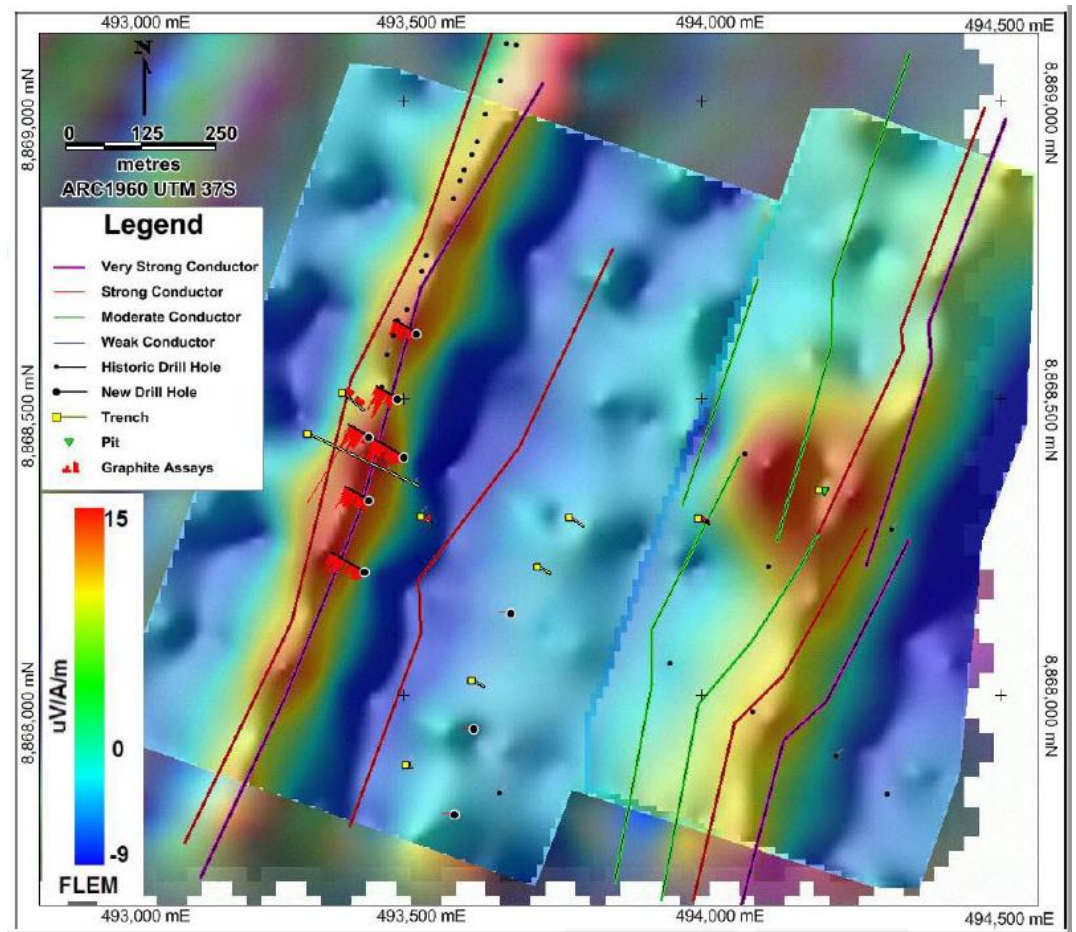 493,000 mE 493,500 mE 494,000 mE 494,500 mE
N
8,869,000 mN
8,868,500 mN
8,868,000 mN
0 125 250
metres
ARC1960 UTM 37S
Legend
Very Strong Conductor
Strong Conductor
Moderate Conductor
Weak Conductor
Historic Drill Hole
New Drill Hole
Trench
Pit
Graphite Assays
15
uV/A/m
0
-9
FLEM
8,869,000 mN
8,868,500 mN
8,868,000 mN
493,000 mE 493,500 mE 494,000 mE 494,500 mE